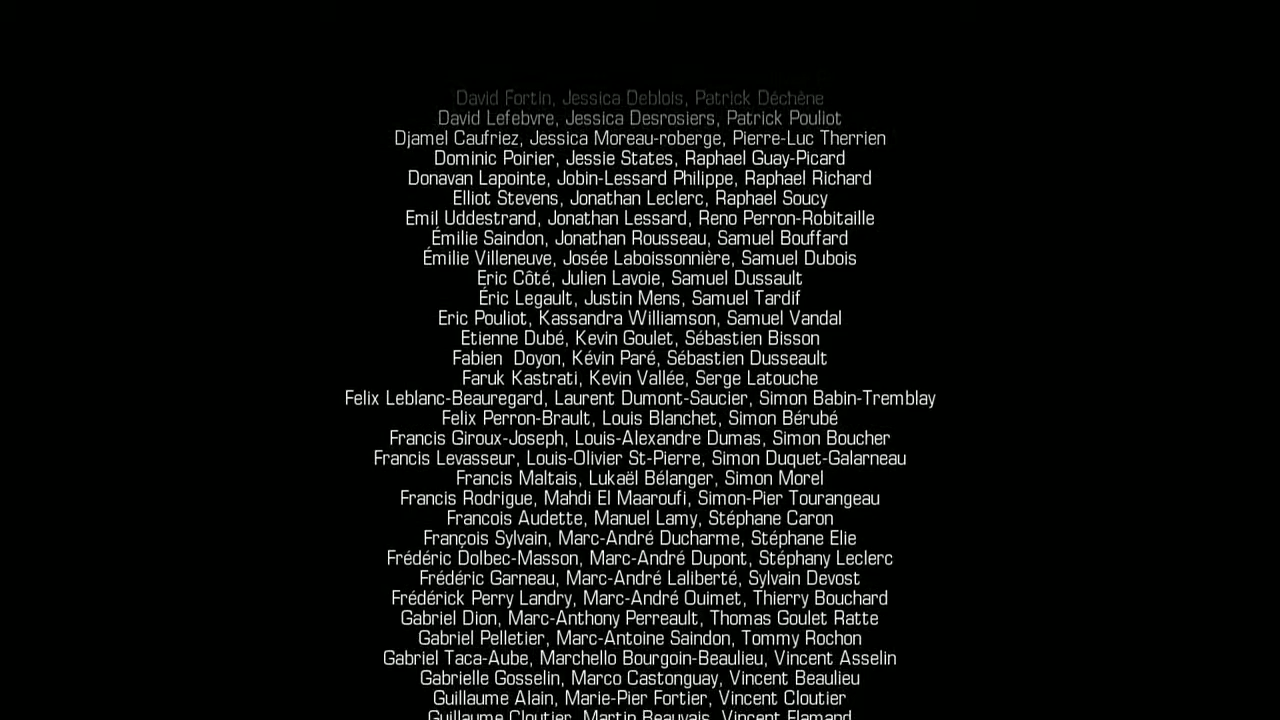 David Fortin, Jessica Deblois, Patrick Déchène
David Lefebvre, Jessica Desrosiers, Patrick Pouliot
Djamel Caufriez, Jessica Moreau-roberge, Pierre-Luc Therrien
Dominic Poirier, Jessie States, Raphael Guay-Picard
Donavan Lapointe, Jobin-Lessard Philippe, Raphael Richard
Elliot Stevens, Jonathan Leclerc, Raphael Soucy
Emil Uddestrand, Jonathan Lessard, Reno Perron-Robitaille
Émilie Saindon, Jonathan Rousseau, Samuel Bouffard
Émilie Villeneuve, Josée Laboissonnière, Samuel Dubois
Eric Côté, Julien Lavoie, Samuel Dussault
Éric Legault, Justin Mens, Samuel Tardif
Eric Pouliot, Kassandra Williamson, Samuel Vandal
Etienne Dubé, Kevin Goulet, Sébastien Bisson
Fabien  Doyon, Kévin Paré, Sébastien Dusseault
Faruk Kastrati, Kevin Vallée, Serge Latouche
Felix Leblanc-Beauregard, Laurent Dumont-Saucier, Simon Babin-Tremblay
Felix Perron-Brault, Louis Blanchet, Simon Bérubé
Francis Giroux-Joseph, Louis-Alexandre Dumas, Simon Boucher
Francis Levasseur, Louis-Olivier St-Pierre, Simon Duquet-Galarneau
Francis Maltais, Lukaël Bélanger, Simon Morel
Francis Rodrigue, Mahdi El Maaroufi, Simon-Pier Tourangeau
Francois Audette, Manuel Lamy, Stéphane Caron
François Sylvain, Marc-André Ducharme, Stéphane Elie
Frédéric Dolbec-Masson, Marc-André Dupont, Stéphany Leclerc
Frédéric Garneau, Marc-André Laliberté, Sylvain Devost
Frédérick Perry Landry, Marc-André Ouimet, Thierry Bouchard
Gabriel Dion, Marc-Anthony Perreault, Thomas Goulet Ratte
Gabriel Pelletier, Marc-Antoine Saindon, Tommy Rochon
Gabriel Taca-Aube, Marchello Bourgoin-Beaulieu, Vincent Asselin
Gabrielle Gosselin, Marco Castonguay, Vincent Beaulieu
Guillaume Alain, Marie-Pier Fortier, Vincent Cloutier
Guillaume Cloutier, Martin Beauvais, Vincent Flamand